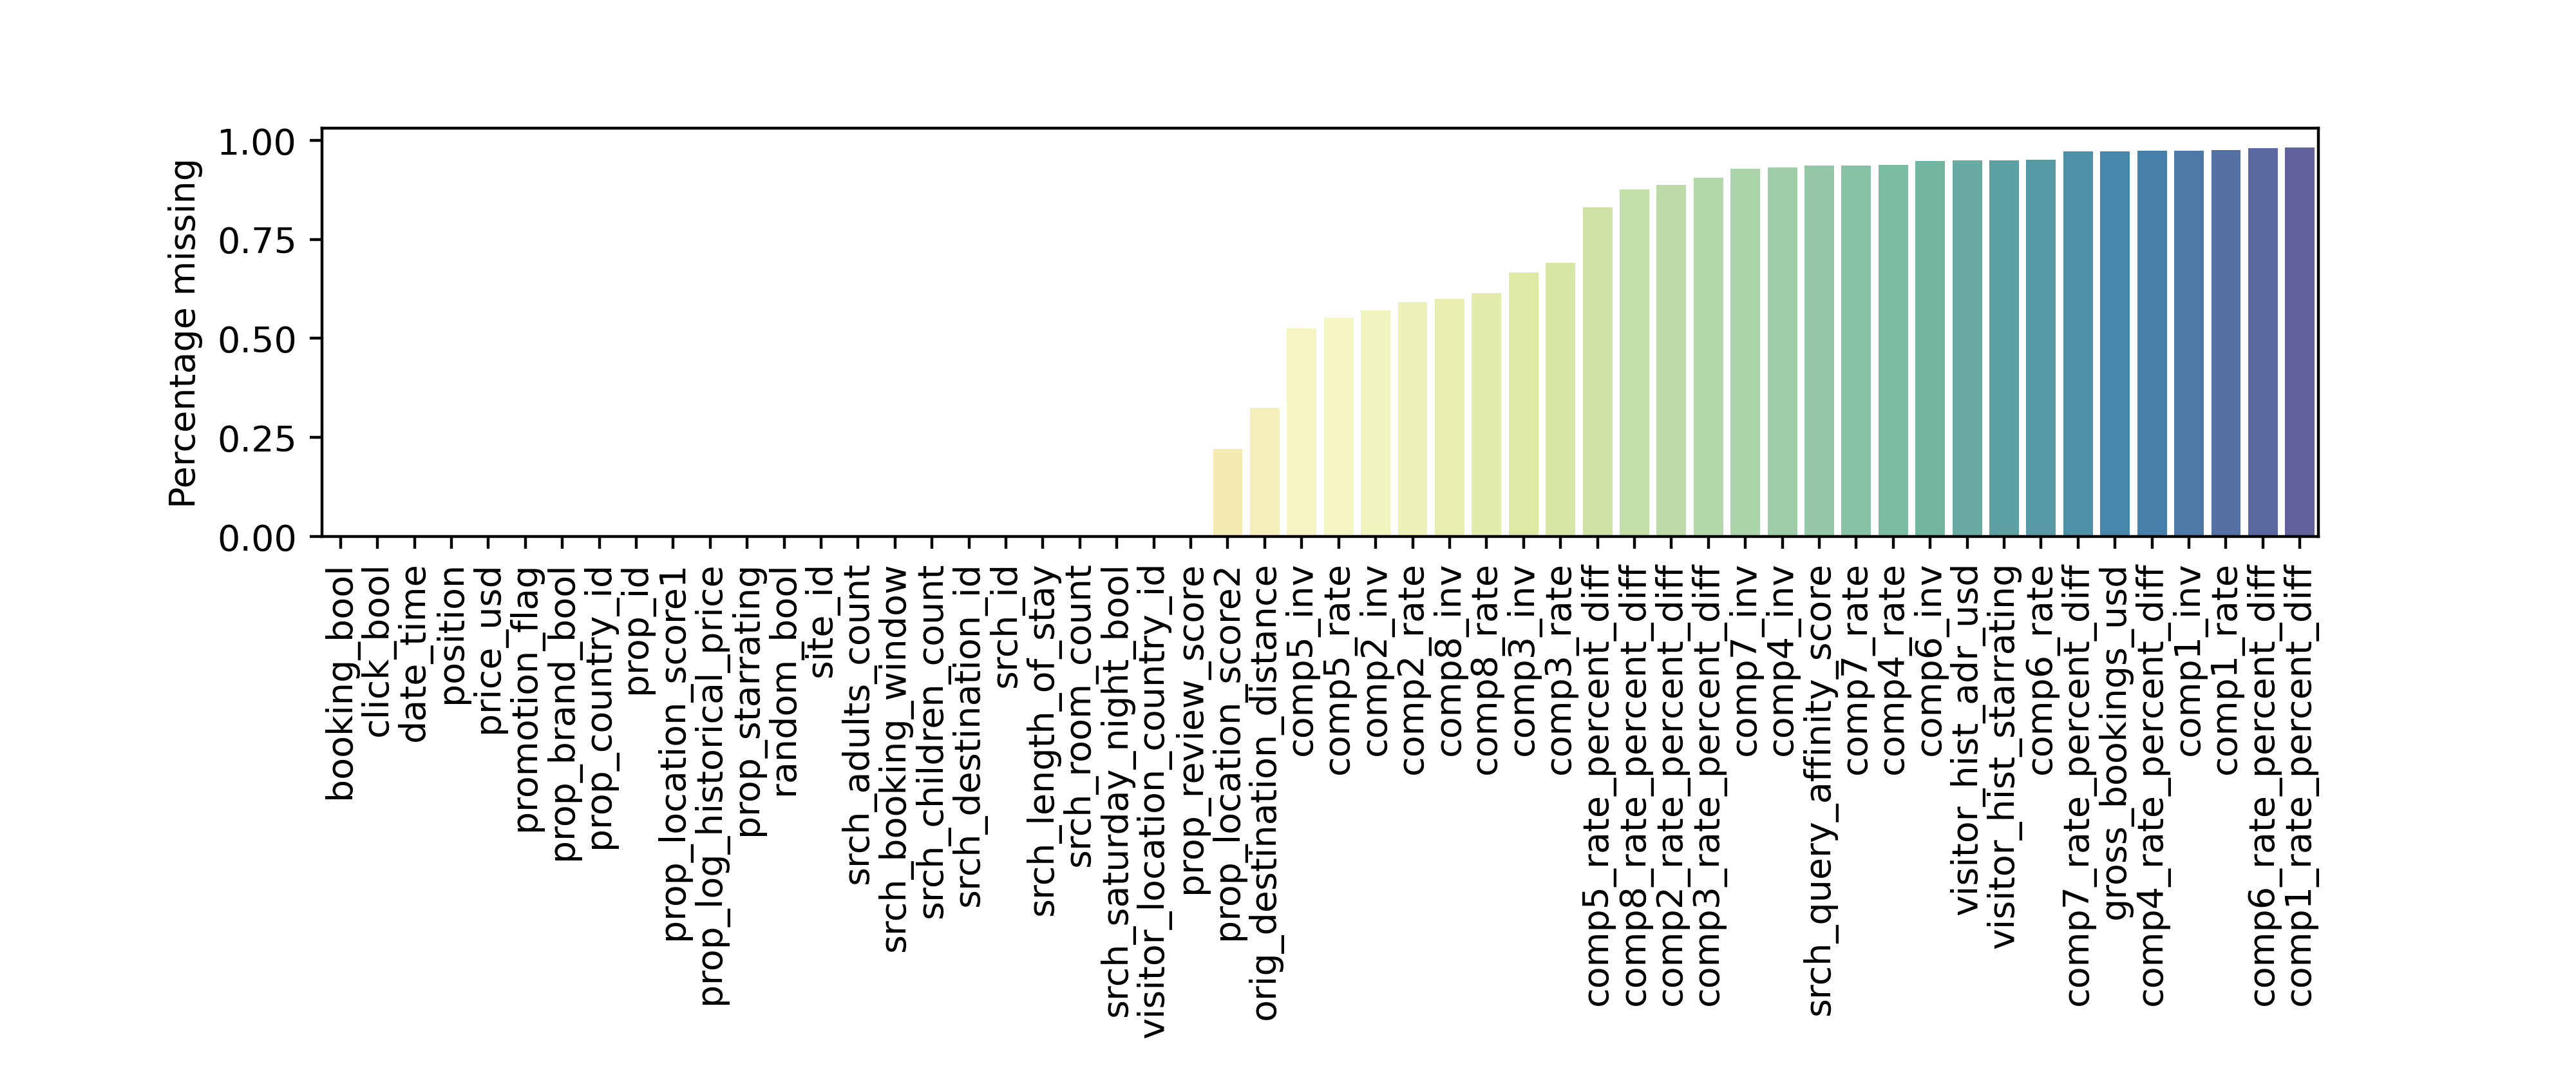 Percentage missing
1.00
0.75
0.50
0.25
0.00
booking_bool
click_bool
date_time
position
price_usd
promotion_flag
prop_brand_bool
prop_country_id
prop_id
prop_location_score1
prop_log_historical_price
prop_starrating
random_bool
site_id
srch_adults_count
srch_booking_window
srch_children_count
srch_destination_id
srch_id
srch_length_of_stay
srch_room_count
srch_saturday_night_bool
visitor_location_country_id
prop_review_score
prop_location_score2
orig_destination_distance
comp5_inv
comp5_rate
comp2_inv
comp2_rate
comp8_inv
comp8_rate
comp3_inv
comp3_rate
comp5_rate_percent_diff
comp8_rate_percent_diff
comp2_rate_percent_diff
comp3_rate_percent_diff
comp7_inv
comp4_inv
srch_query_affinity_score
comp7_rate
comp4_rate
comp6_inv
visitor_hist_adr_usd
visitor_hist_starrating
comp6_rate
comp7_rate_percent_diff
gross_bookings_usd
comp4_rate_percent_diff
comp1_inv
comp1_rate
comp6_rate_percent_diff
comp1_rate_percent_diff